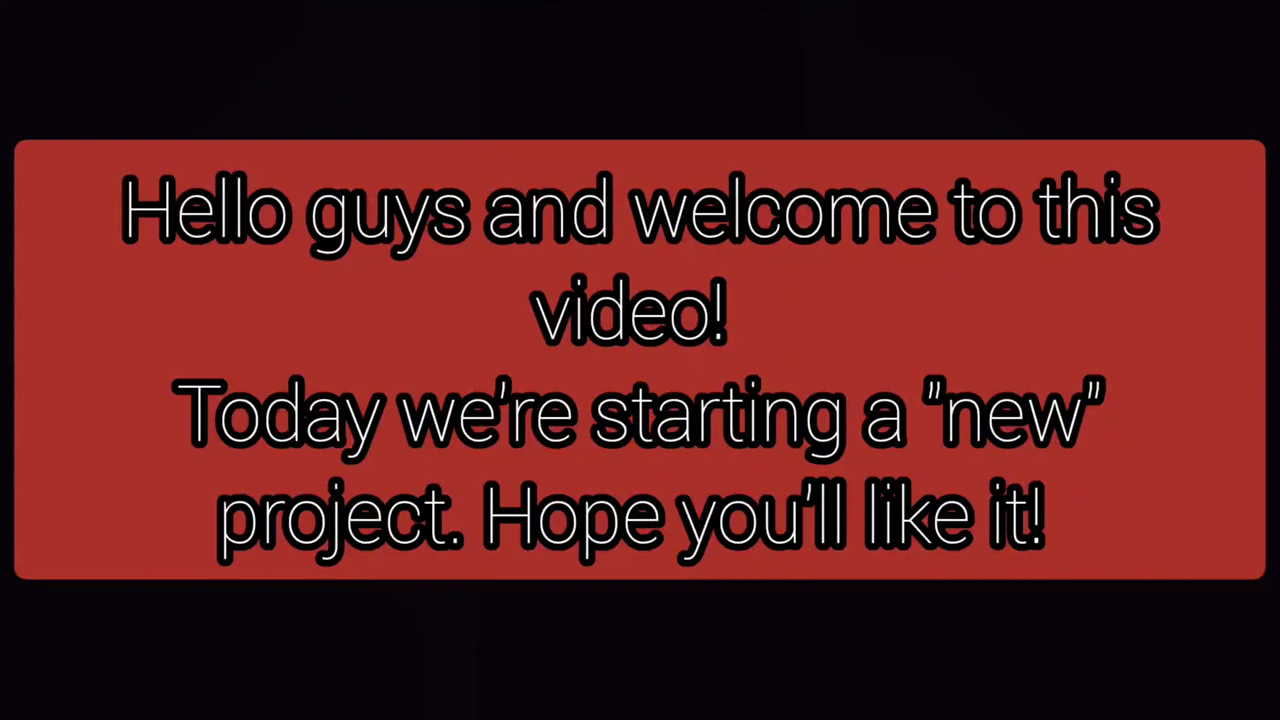 Hello guys and welcome to this
video!
Today we're starting a "new"
project. Hope you'll like it!